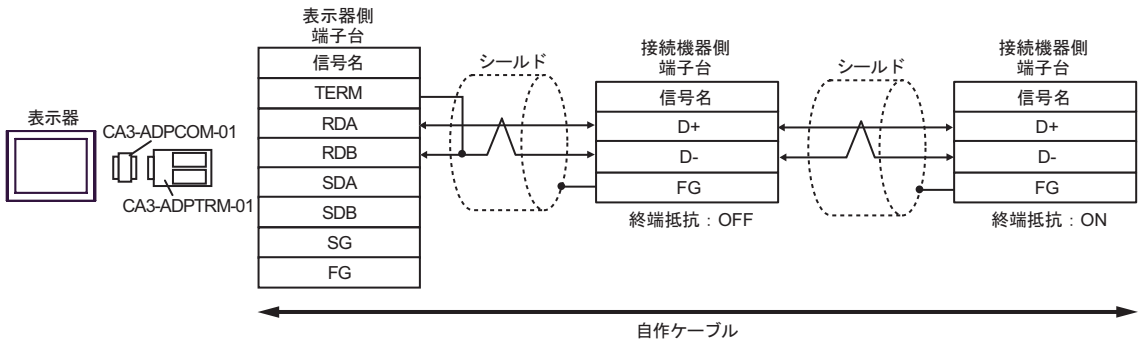 表示器
CA3-ADPCOM-01
CA3-ADPTRM-01
表示器側
端子台
信号名
TERM
RDA
RDB
SDA
SDB
SG
FG
シールド
接続機器側
端子台
信号名
D+
D-
FG
終端抵抗：OFF
シールド
接続機器側
端子台
信号名
D+
D-
FG
終端抵抗：ON
自作ケーブル